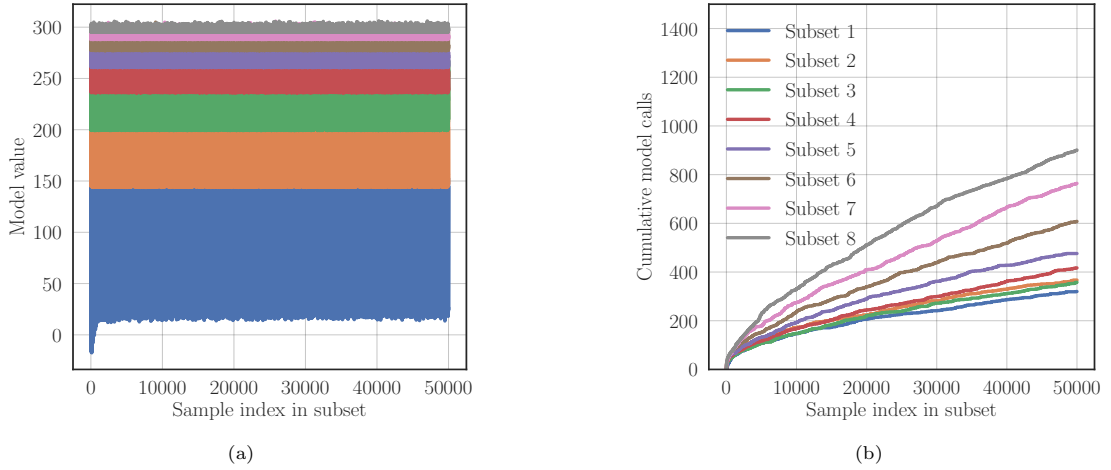 300
250
200
150
100
50
0
Model value
0 10000 20000 30000 40000 50000
Sample index in subset
(a)
1400
1200
1000
800
600
400
200
0
Cumulative model calls
Subset 1
Subset 2
Subset 3
Subset 4
Subset 5
Subset 6
Subset 7
Subset 8
0 10000 20000 30000 40000 50000
Sample index in subset
(b)